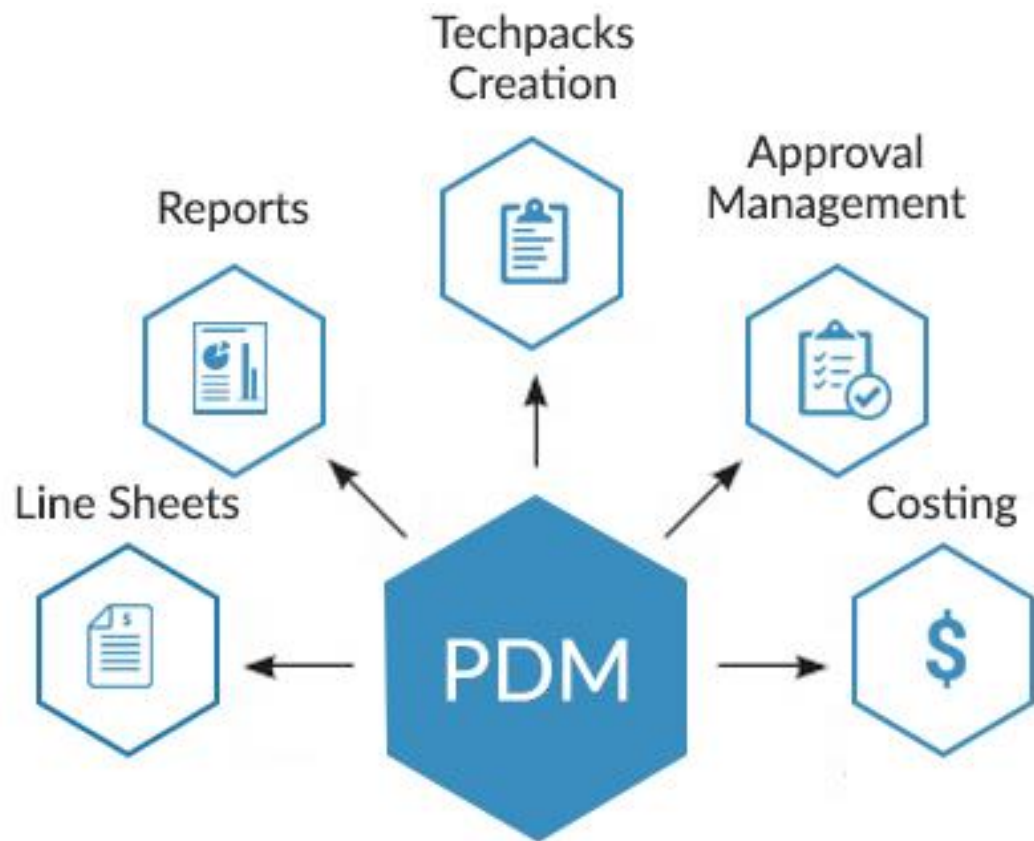 Techpacks
Creation
Approval
Management
Reports
Line Sheets
Costing
$
$
PDM